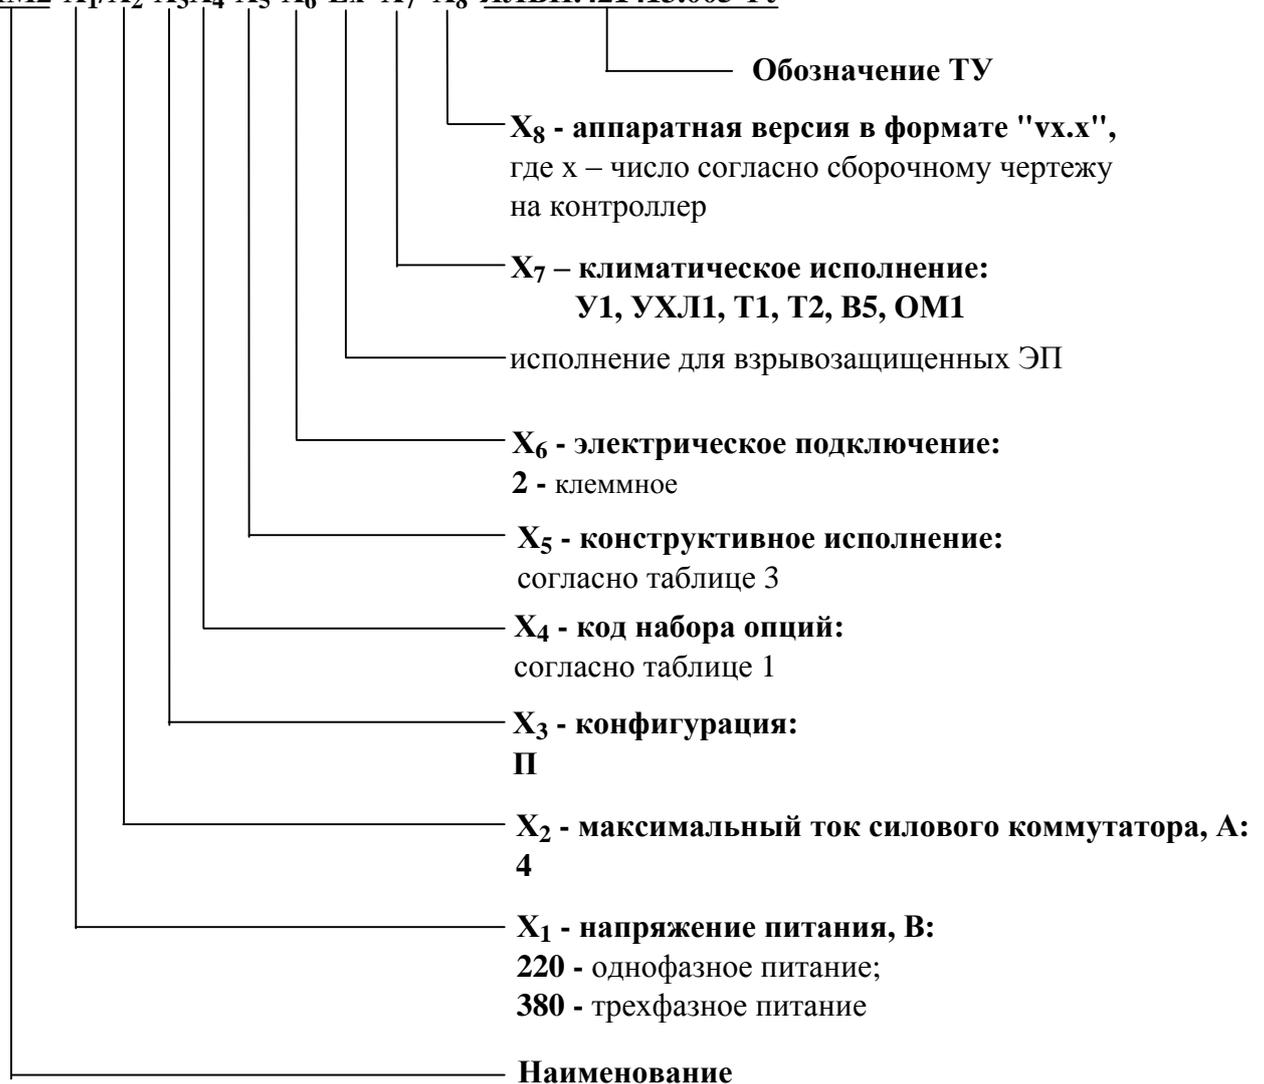 Обозначение ТУ
X8 - аппаратная версия в формате "vx.x",
где x – число согласно сборочному чертежу
на контроллер
X7 – климатическое исполнение:
У1, УХЛ1, Т1, Т2, В5, ОМ1
исполнение для взрывозащищенных ЭП
X6 - электрическое подключение:
2 - клеммное
X5 - конструктивное исполнение:
согласно таблице 3
X4 - код набора опций:
согласно таблице 1
X3 - конфигурация:
П
X2 - максимальный ток силового коммутатора, А:
4
X1 - напряжение питания, В:
220 - однофазное питание;
380 - трехфазное питание
Наименование